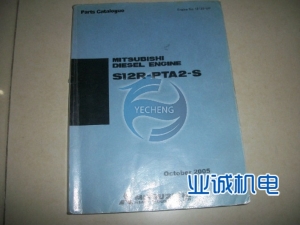 Parts Catalogue
MITSUBISHI
DIESEL ENGINE
S12R-PTA2-S
YECHENG
October 2005
业诚机电